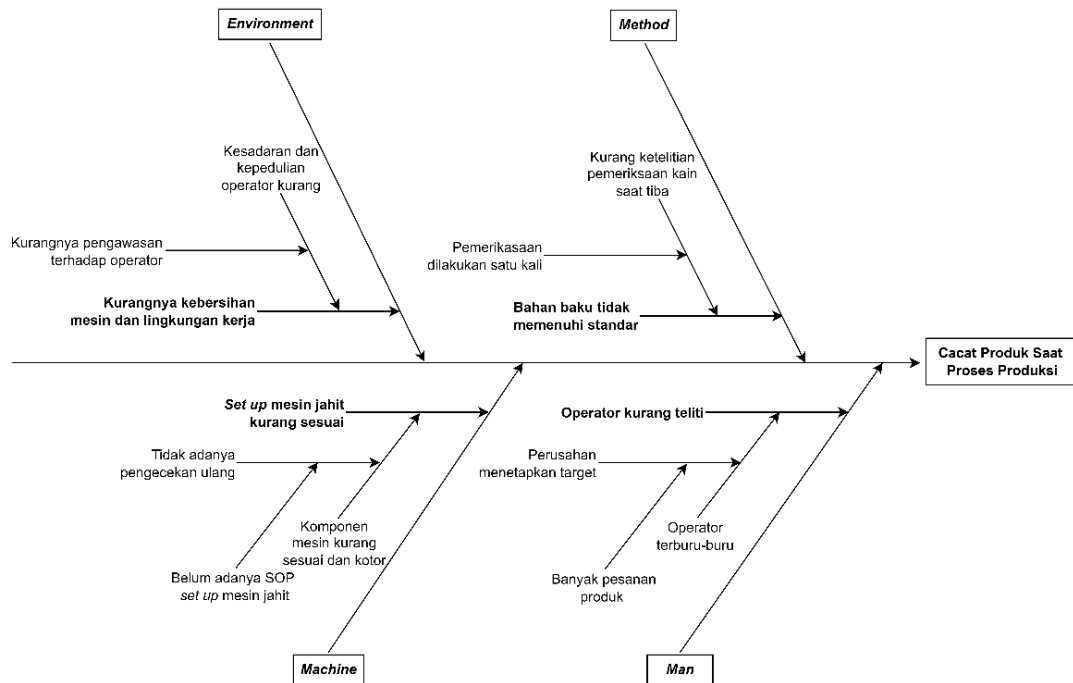 Environment
Method
Kesadaran dan
kepedulian
operator kurang
Kurang ketelitian
pemeriksaan kain
saat tiba
Kurangnya pengawasan
terhadap operator
Pemerikasaan
dilakukan satu kali
Kurangnya kebersihan
mesin dan lingkungan kerja
Bahan baku tidak
memenuhi standar
Cacat Produk Saat
Proses Produksi
Set up mesin jahit
kurang sesuai
Operator kurang teliti
Tidak adanya
pengecekan ulang
Perusahan
menetapkan target
Komponen
mesin kurang
sesuai dan kotor
Operator
terburu-buru
Belum adanya SOP
set up mesin jahit
Banyak pesanan
produk
Machine
Man